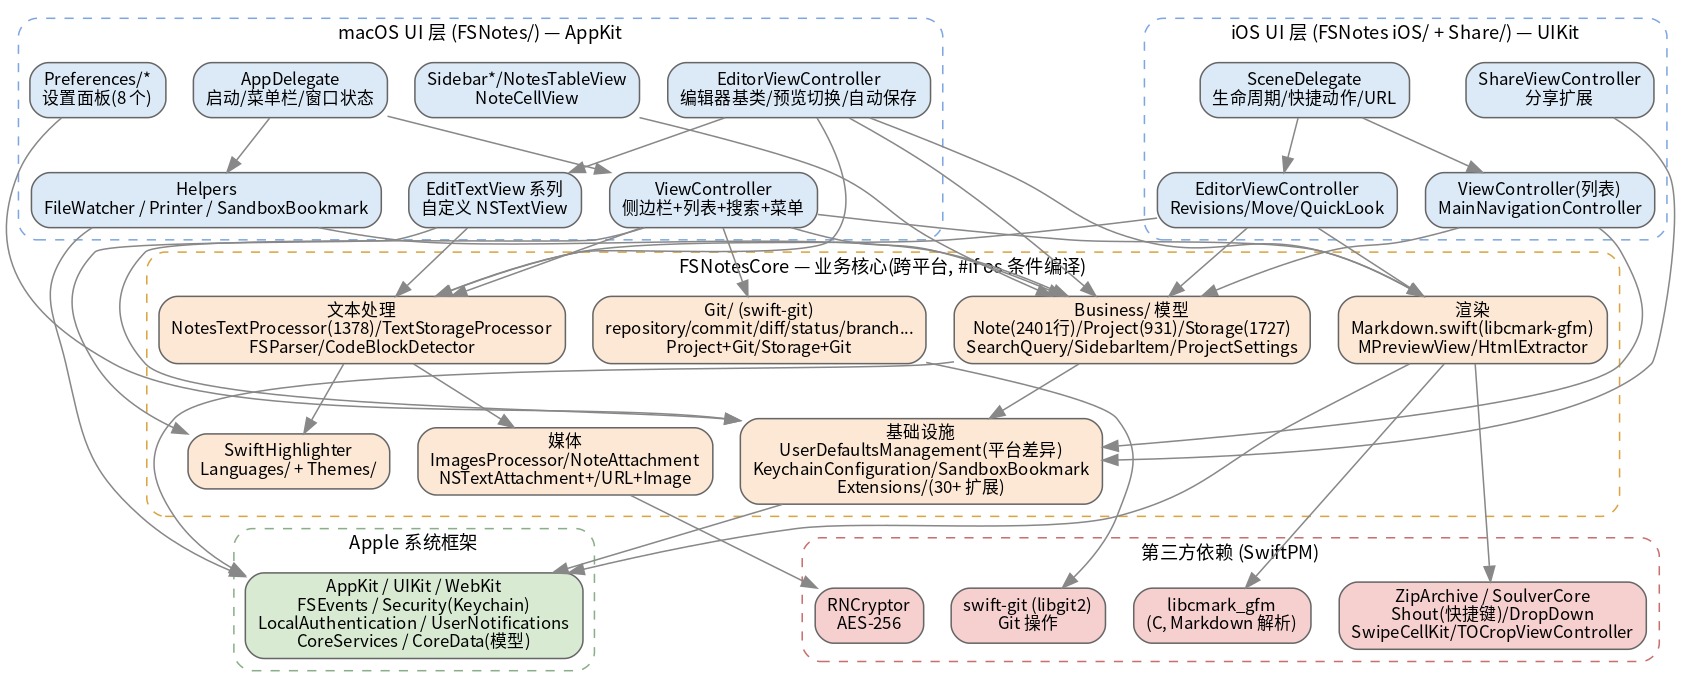 macOS UI 层 (FSNotes/) — AppKit
Preferences/*
设置面板(8个)
AppDelegate
启动/菜单栏/窗口状态
Sidebar*/NotesTableView
NoteCellView
EditorViewController
编辑器基类/预览切换/自动保存
Helpers
FileWatcher / Printer / SandboxBookmark
EditTextView 系列
自定义 NSTextView
ViewController
侧边栏+列表+搜索+菜单
iOS UI 层 (FSNotes iOS/ + Share/) — UIKit
SceneDelegate
生命周期/快捷动作/URL
ShareViewController
分享扩展
EditorViewController
Revisions/Move/QuickLook
ViewController(列表)
MainNavigationController
FSNotesCore — 业务核心(跨平台, #if os 条件编译)
文本处理
NotesTextProcessor(1378)/TextStorageProcessor
FSParser/CodeBlockDetector
Git/ (swift-git)
repository/commit/diff/status/branch...
Project+Git/Storage+Git
Business/ 模型
Note(2401行)/Project(931)/Storage(1727)
SearchQuery/SidebarItem/ProjectSettings
渲染
Markdown.swift(libcmark-gfm)
MPreviewView/HtmlExtractor
SwiftHighlighter
Languages/ + Themes/
媒体
ImagesProcessor/NoteAttachment
NSTextAttachment+/URL+Image
基础设施
UserDefaultsManagement(平台差异)
KeychainConfiguration/SandboxBookmark
Extensions/(30+ 扩展)
Apple 系统框架
AppKit / UIKit / WebKit
FSEvents / Security(Keychain)
LocalAuthentication / UserNotifications
CoreServices / CoreData(模型)
第三方依赖 (SwiftPM)
RNCryptor
AES-256
swift-git (libgit2)
Git 操作
libcmark_gfm
(C, Markdown 解析)
ZipArchive / SoulverCore
Shout(快捷键)/DropDown
SwipeCellKit/TOCropViewController